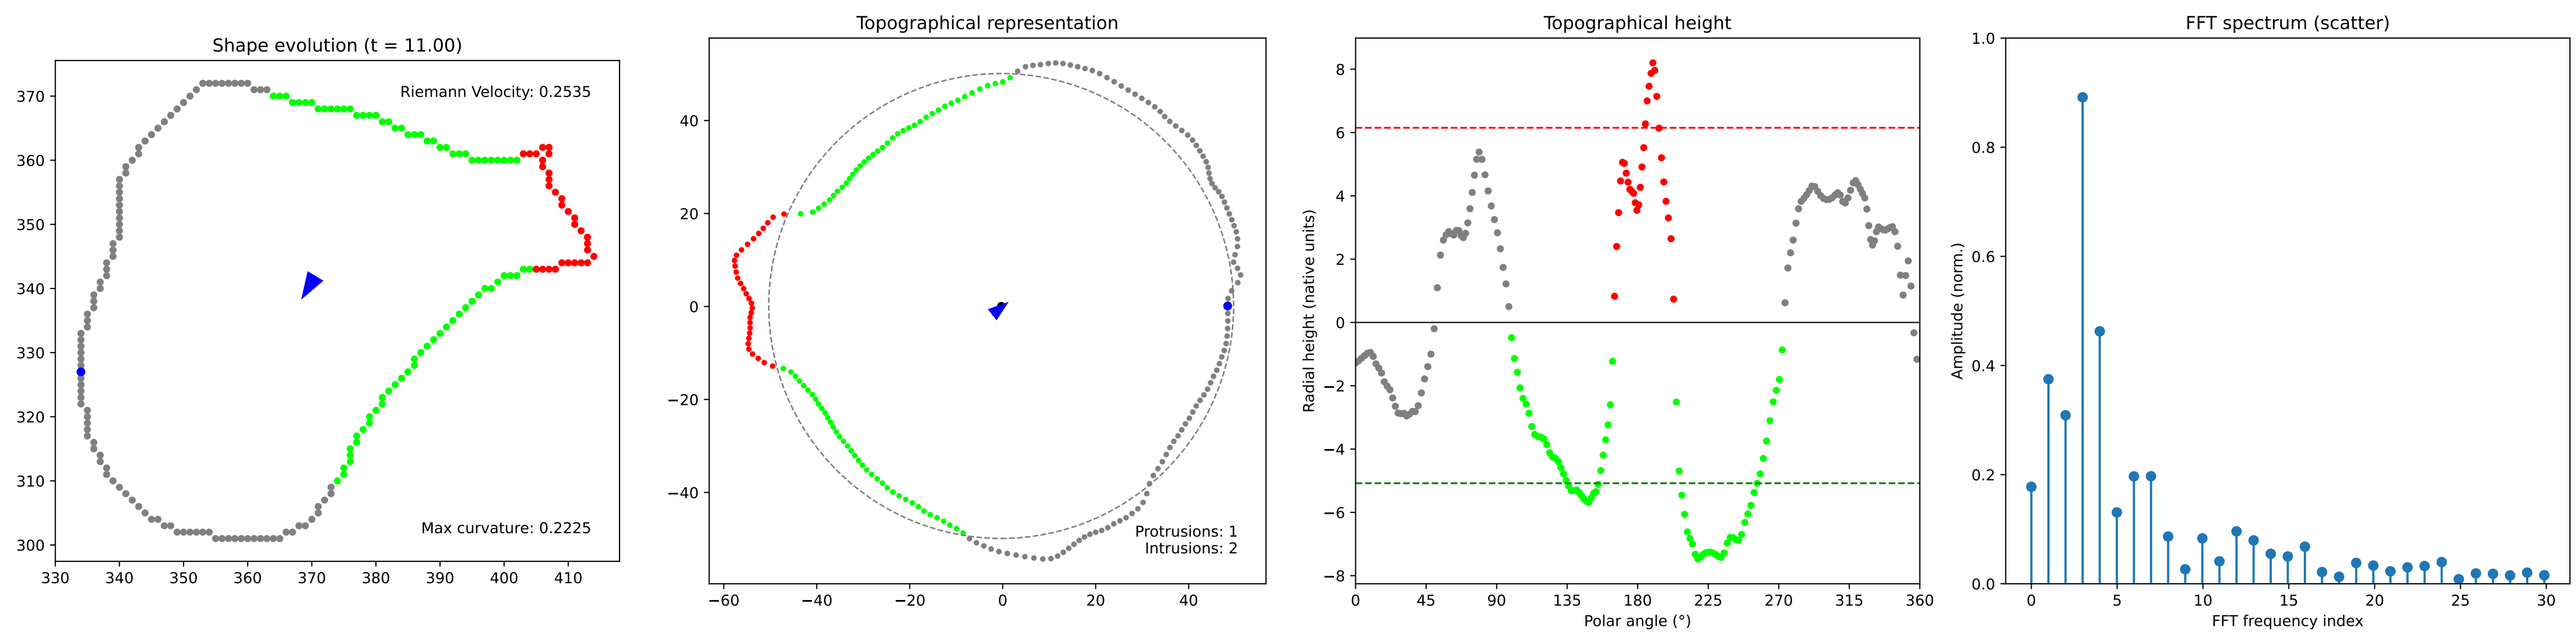 Shape evolution (t = 11.00)
Riemann Velocity: 0.2535
Max curvature: 0.2225
370
360
350
340
330
320
310
300
330 340 350 360 370 380 390 400 410
Topographical representation
40
20
0
−20
−40
Protrusions: 1
Intrusions: 2
−60 −40 −20 0 20 40
Topographical height
Radial height (native units)
8
6
4
2
0
−2
−4
−6
−8
0 45 90 135 180 225 270 315 360
Polar angle (°)
FFT spectrum (scatter)
Amplitude (norm.)
1.0
0.8
0.6
0.4
0.2
0.0
0 5 10 15 20 25 30
FFT frequency index